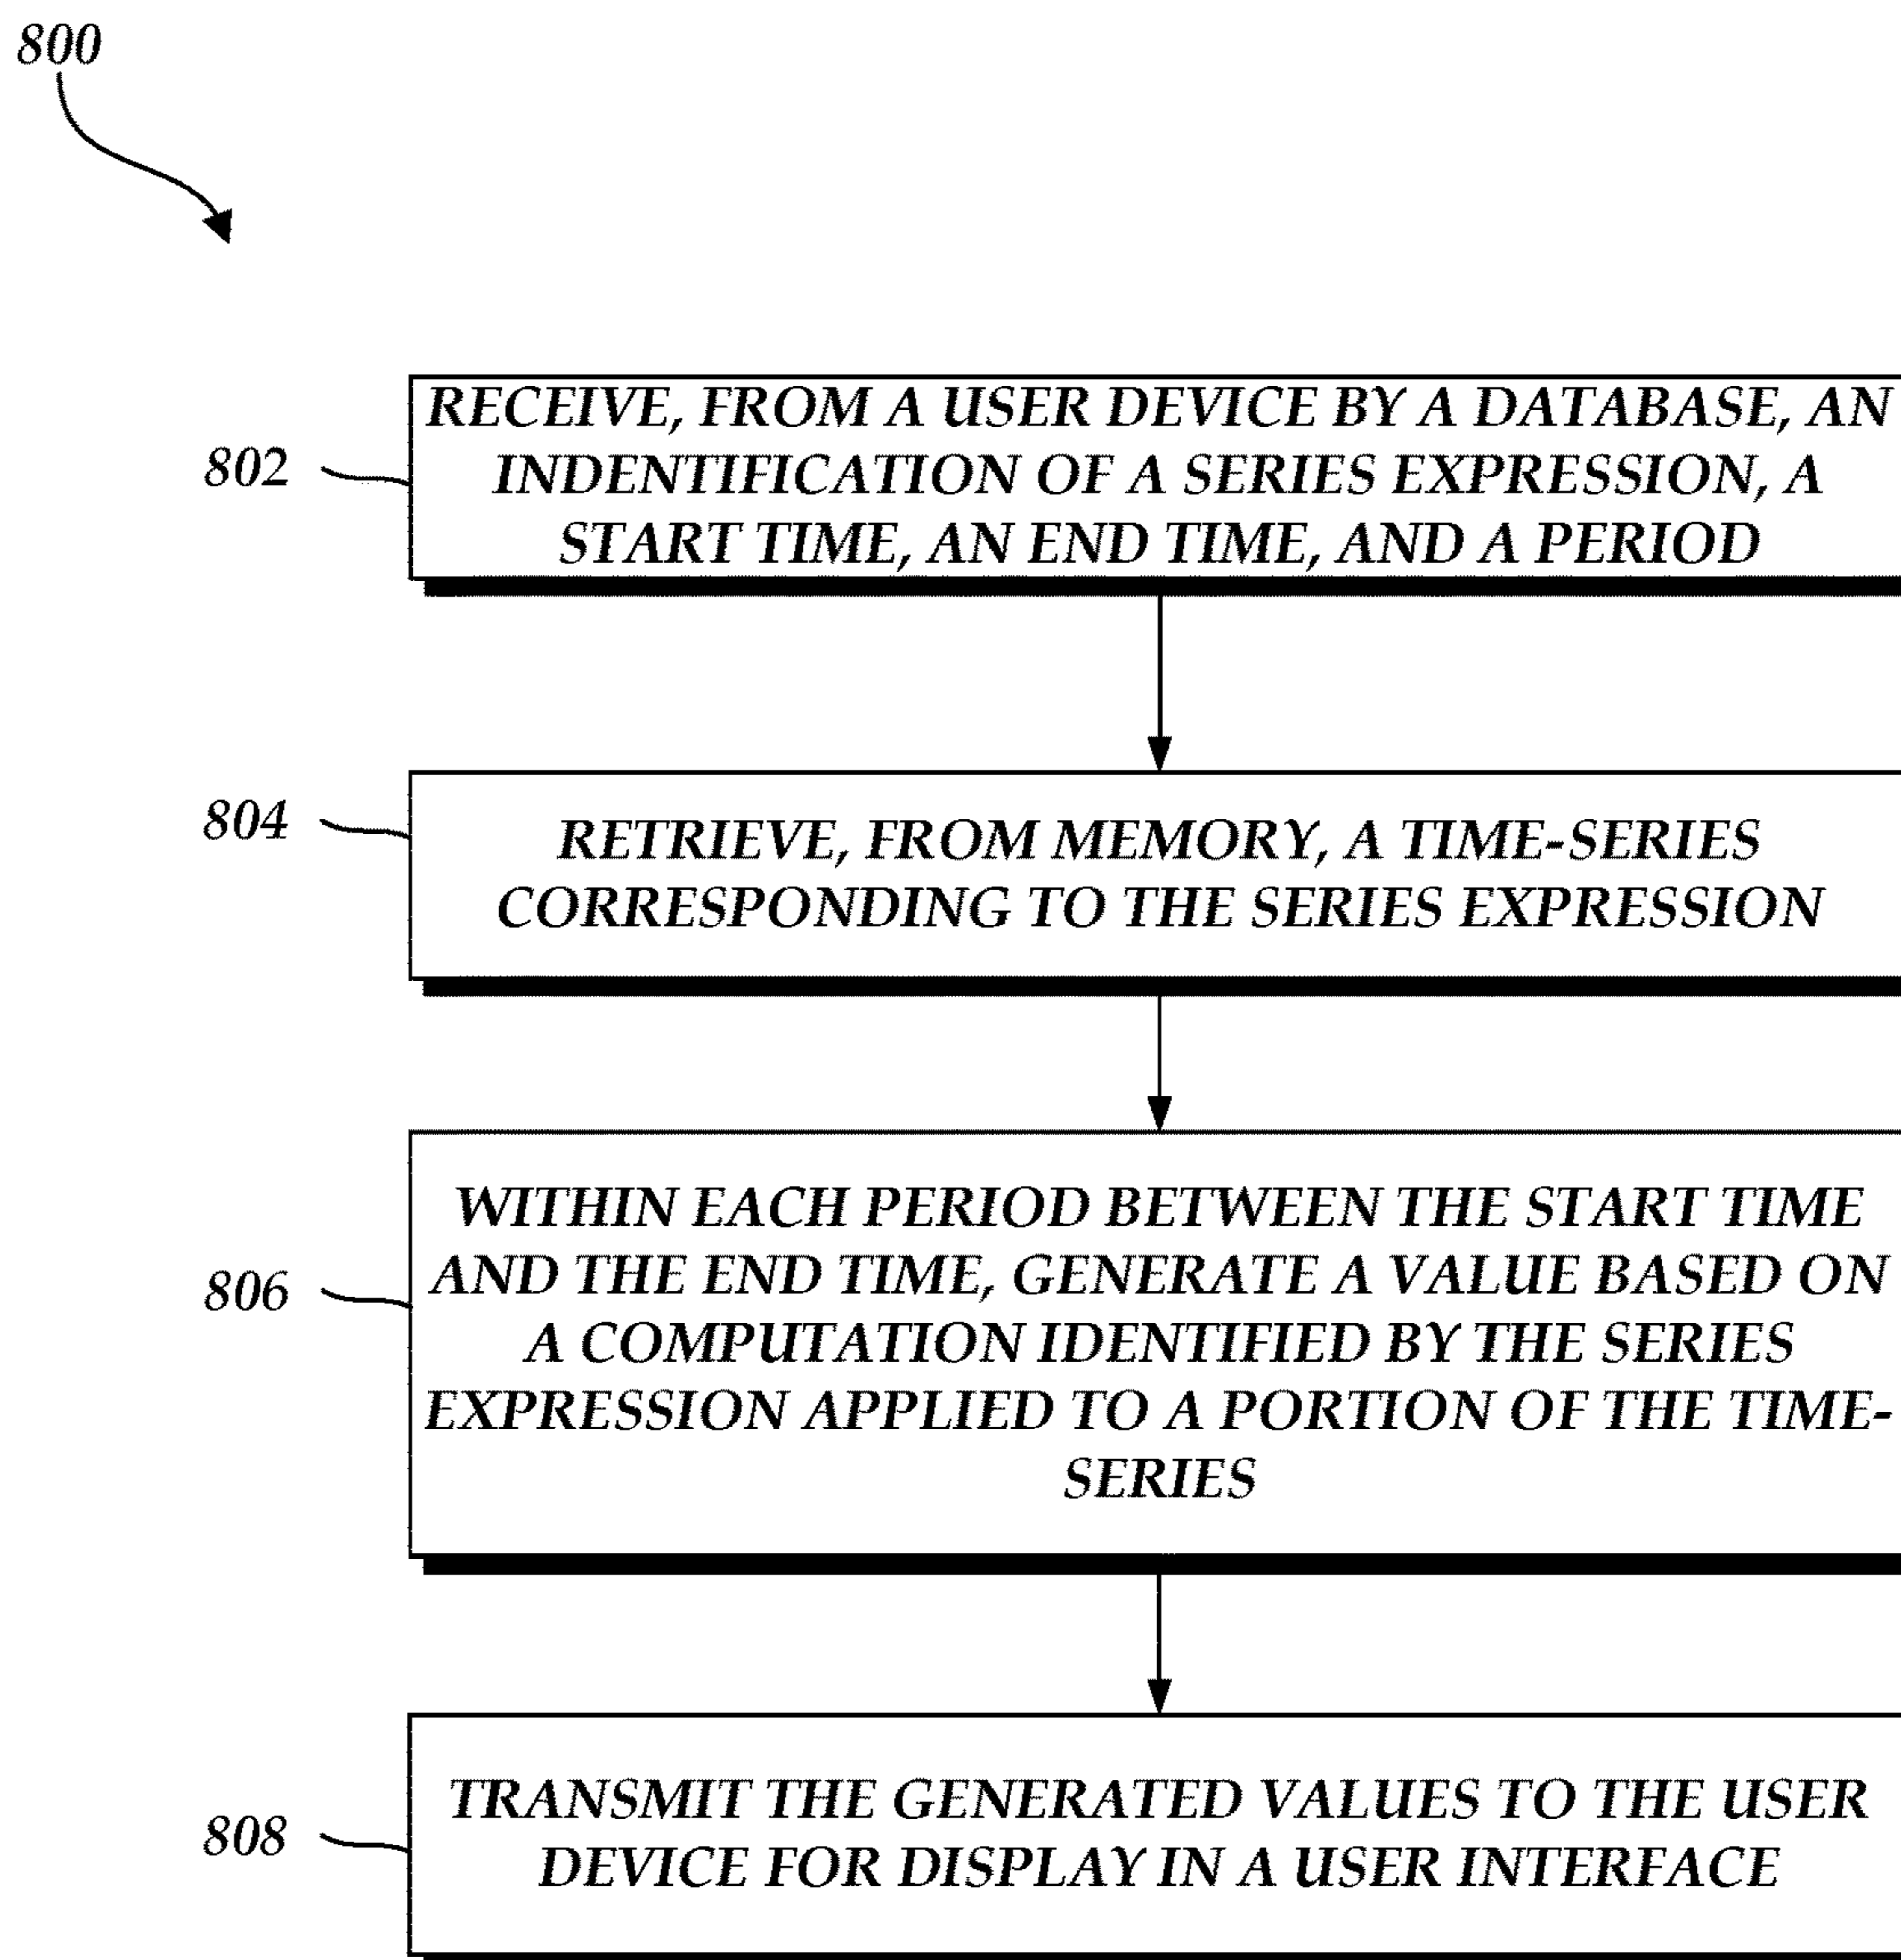 800
802
RECEIVE, FROM A USER DEVICE BY A DATABASE, AN
INDENTIFICATION OF A SERIES EXPRESSION, A
START TIME, AN END TIME, AND A PERIOD
804
RETRIEVE, FROM MEMORY, A TIME-SERIES
CORRESPONDING TO THE SERIES EXPRESSION
806
WITHIN EACH PERIOD BETWEEN THE START TIME
AND THE END TIME, GENERATE A VALUE BASED ON
A COMPUTATION IDENTIFIED BY THE SERIES
EXPRESSION APPLIED TO A PORTION OF THE TIME-
SERIES
808
TRANSMIT THE GENERATED VALUES TO THE USER
DEVICE FOR DISPLAY IN A USER INTERFACE